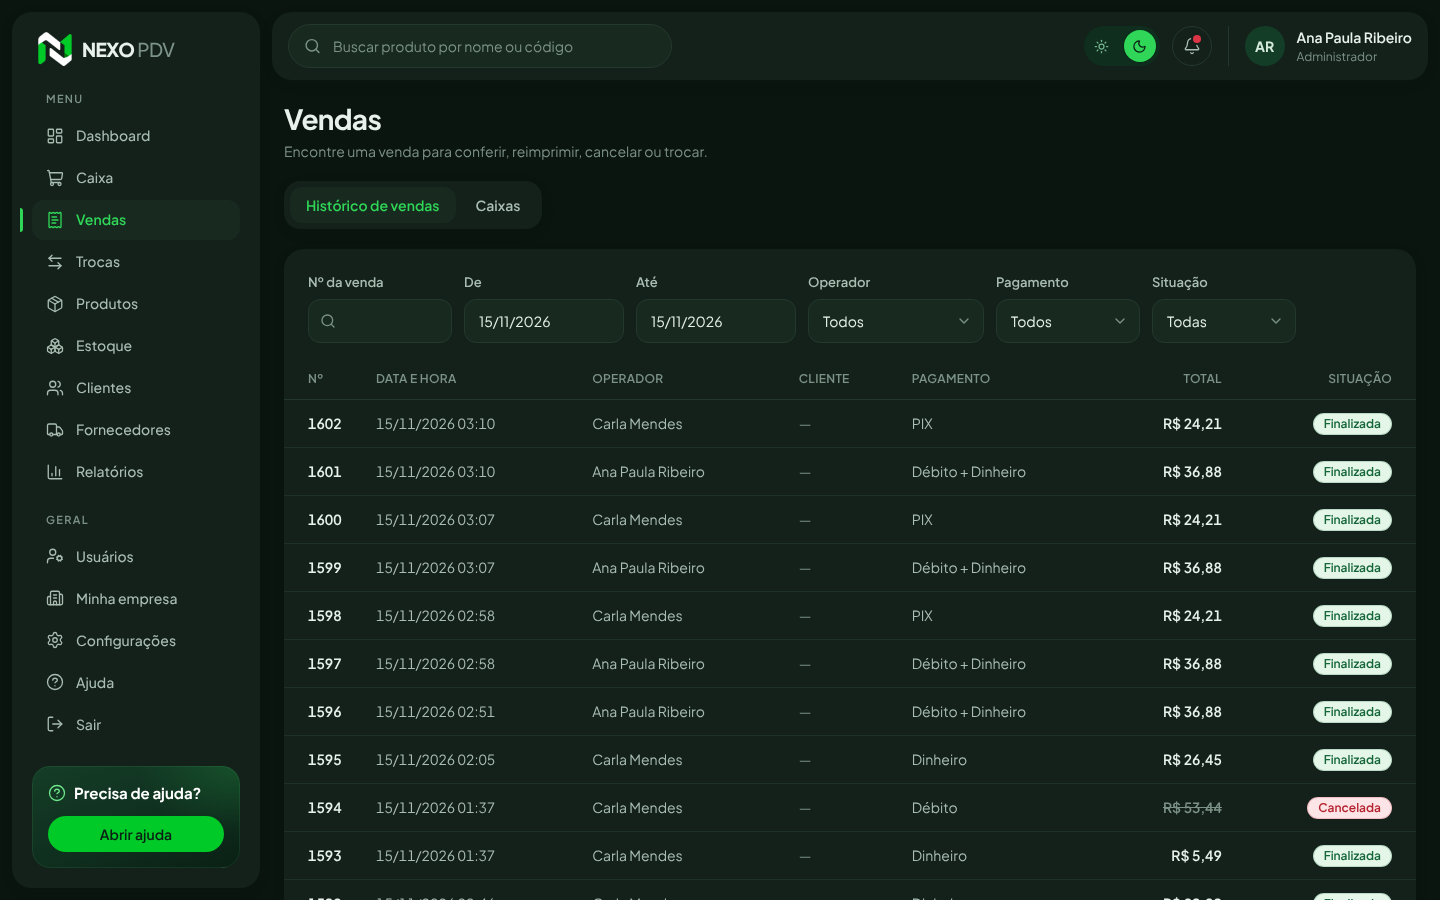 NEXO PDV
Buscar produto por nome ou código
AR
Ana Paula Ribeiro
Administrador
MENU
Dashboard
Caixa
Vendas
Trocas
Produtos
Estoque
Clientes
Fornecedores
Relatórios
GERAL
Usuários
Minha empresa
Configurações
Ajuda
Sair
Precisa de ajuda?
Abrir ajuda
Vendas
Encontre uma venda para conferir, reimprimir, cancelar ou trocar.
Histórico de vendas Caixas
Nº da venda De Até Operador Pagamento Situação
15/11/2026 15/11/2026 Todos Todos Todas
Nº DATA E HORA OPERADOR CLIENTE PAGAMENTO TOTAL SITUAÇÃO
1602 15/11/2026 03:10 Carla Mendes — PIX R$ 24,21 Finalizada
1601 15/11/2026 03:10 Ana Paula Ribeiro — Débito + Dinheiro R$ 36,88 Finalizada
1600 15/11/2026 03:07 Carla Mendes — PIX R$ 24,21 Finalizada
1599 15/11/2026 03:07 Ana Paula Ribeiro — Débito + Dinheiro R$ 36,88 Finalizada
1598 15/11/2026 02:58 Carla Mendes — PIX R$ 24,21 Finalizada
1597 15/11/2026 02:58 Ana Paula Ribeiro — Débito + Dinheiro R$ 36,88 Finalizada
1596 15/11/2026 02:51 Ana Paula Ribeiro — Débito + Dinheiro R$ 36,88 Finalizada
1595 15/11/2026 02:05 Carla Mendes — Dinheiro R$ 26,45 Finalizada
1594 15/11/2026 01:37 Carla Mendes — Débito R$ 53,44 Cancelada
1593 15/11/2026 01:37 Carla Mendes — Dinheiro R$ 5,49 Finalizada